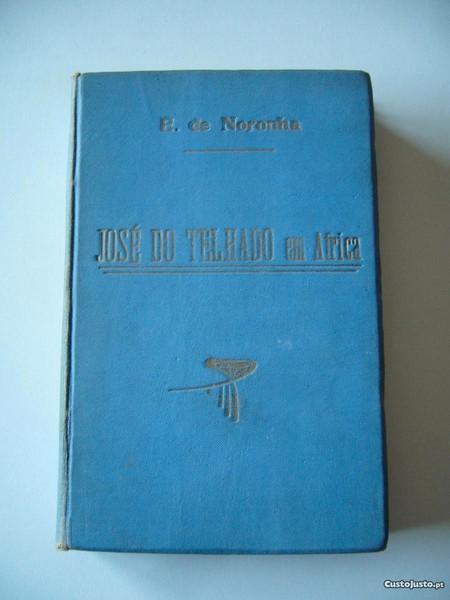 E. de Noronha
JOSÉ DO TELHADO em Africa
Custojusto.pt